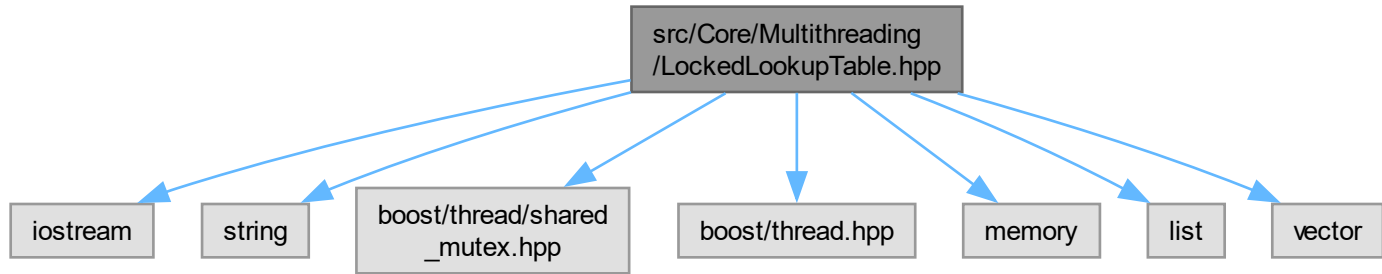 src/Core/Multithreading
/LockedLookupTable.hpp
iostream
string
boost/thread/shared
_mutex.hpp
boost/thread.hpp
memory
list
vector